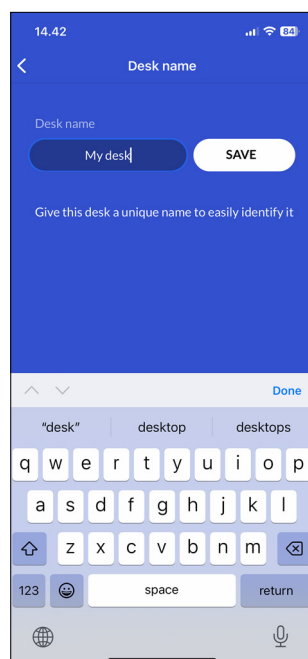 14.42 84
Desk name
Desk name
My desk SAVE
Give this desk a unique name to easily identify it
Done
"desk" desktop desktops
q w e r t y u i o p
a s d f g h j k l
z x c v b n m
123 space return